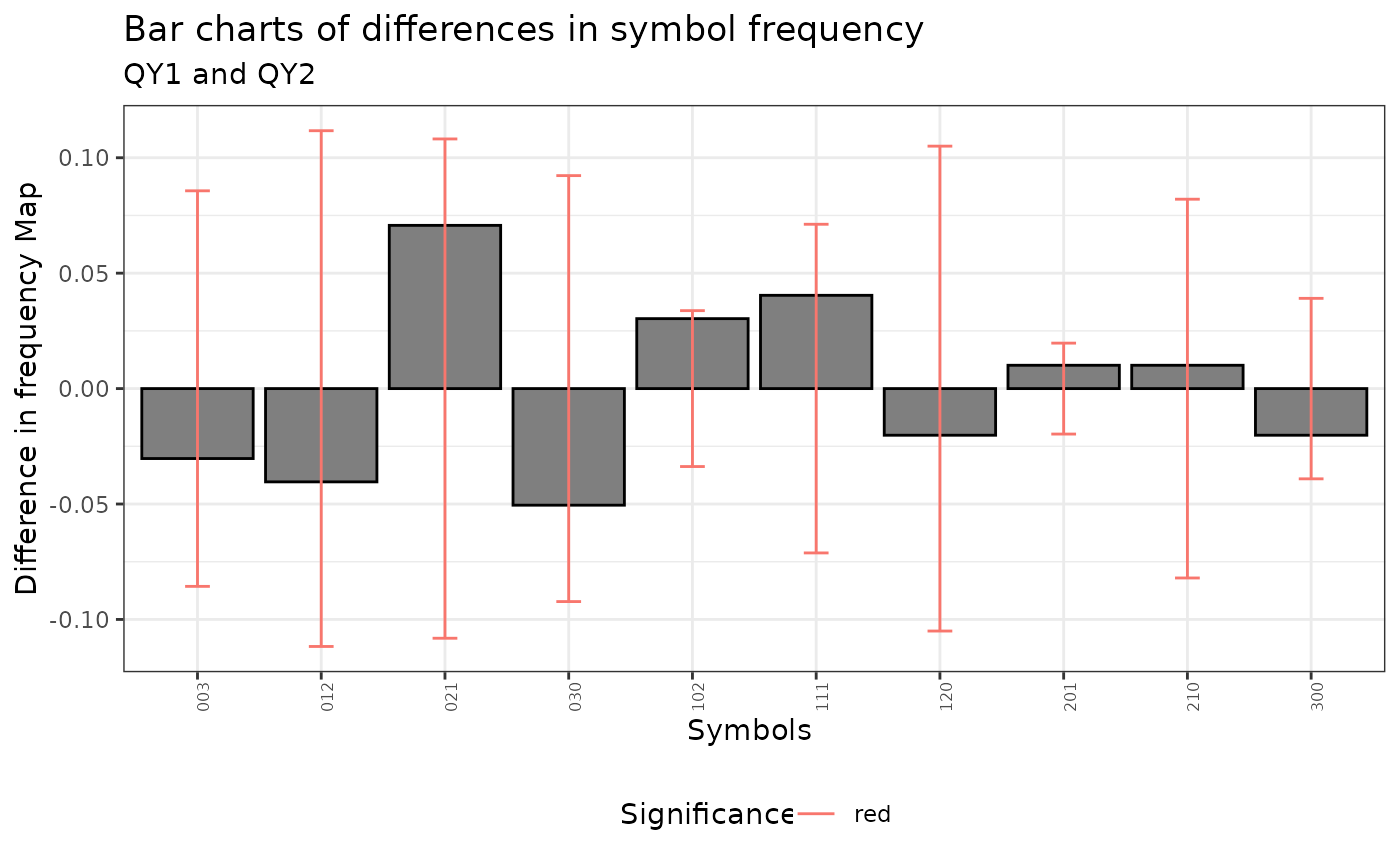 Bar charts of differences in symbol frequency
QY1 and QY2
Difference in frequency Map
0.10
0.05
0.00
-0.05
-0.10
003
012
021
030
102
111
120
201
210
300
Symbols
Significance
red